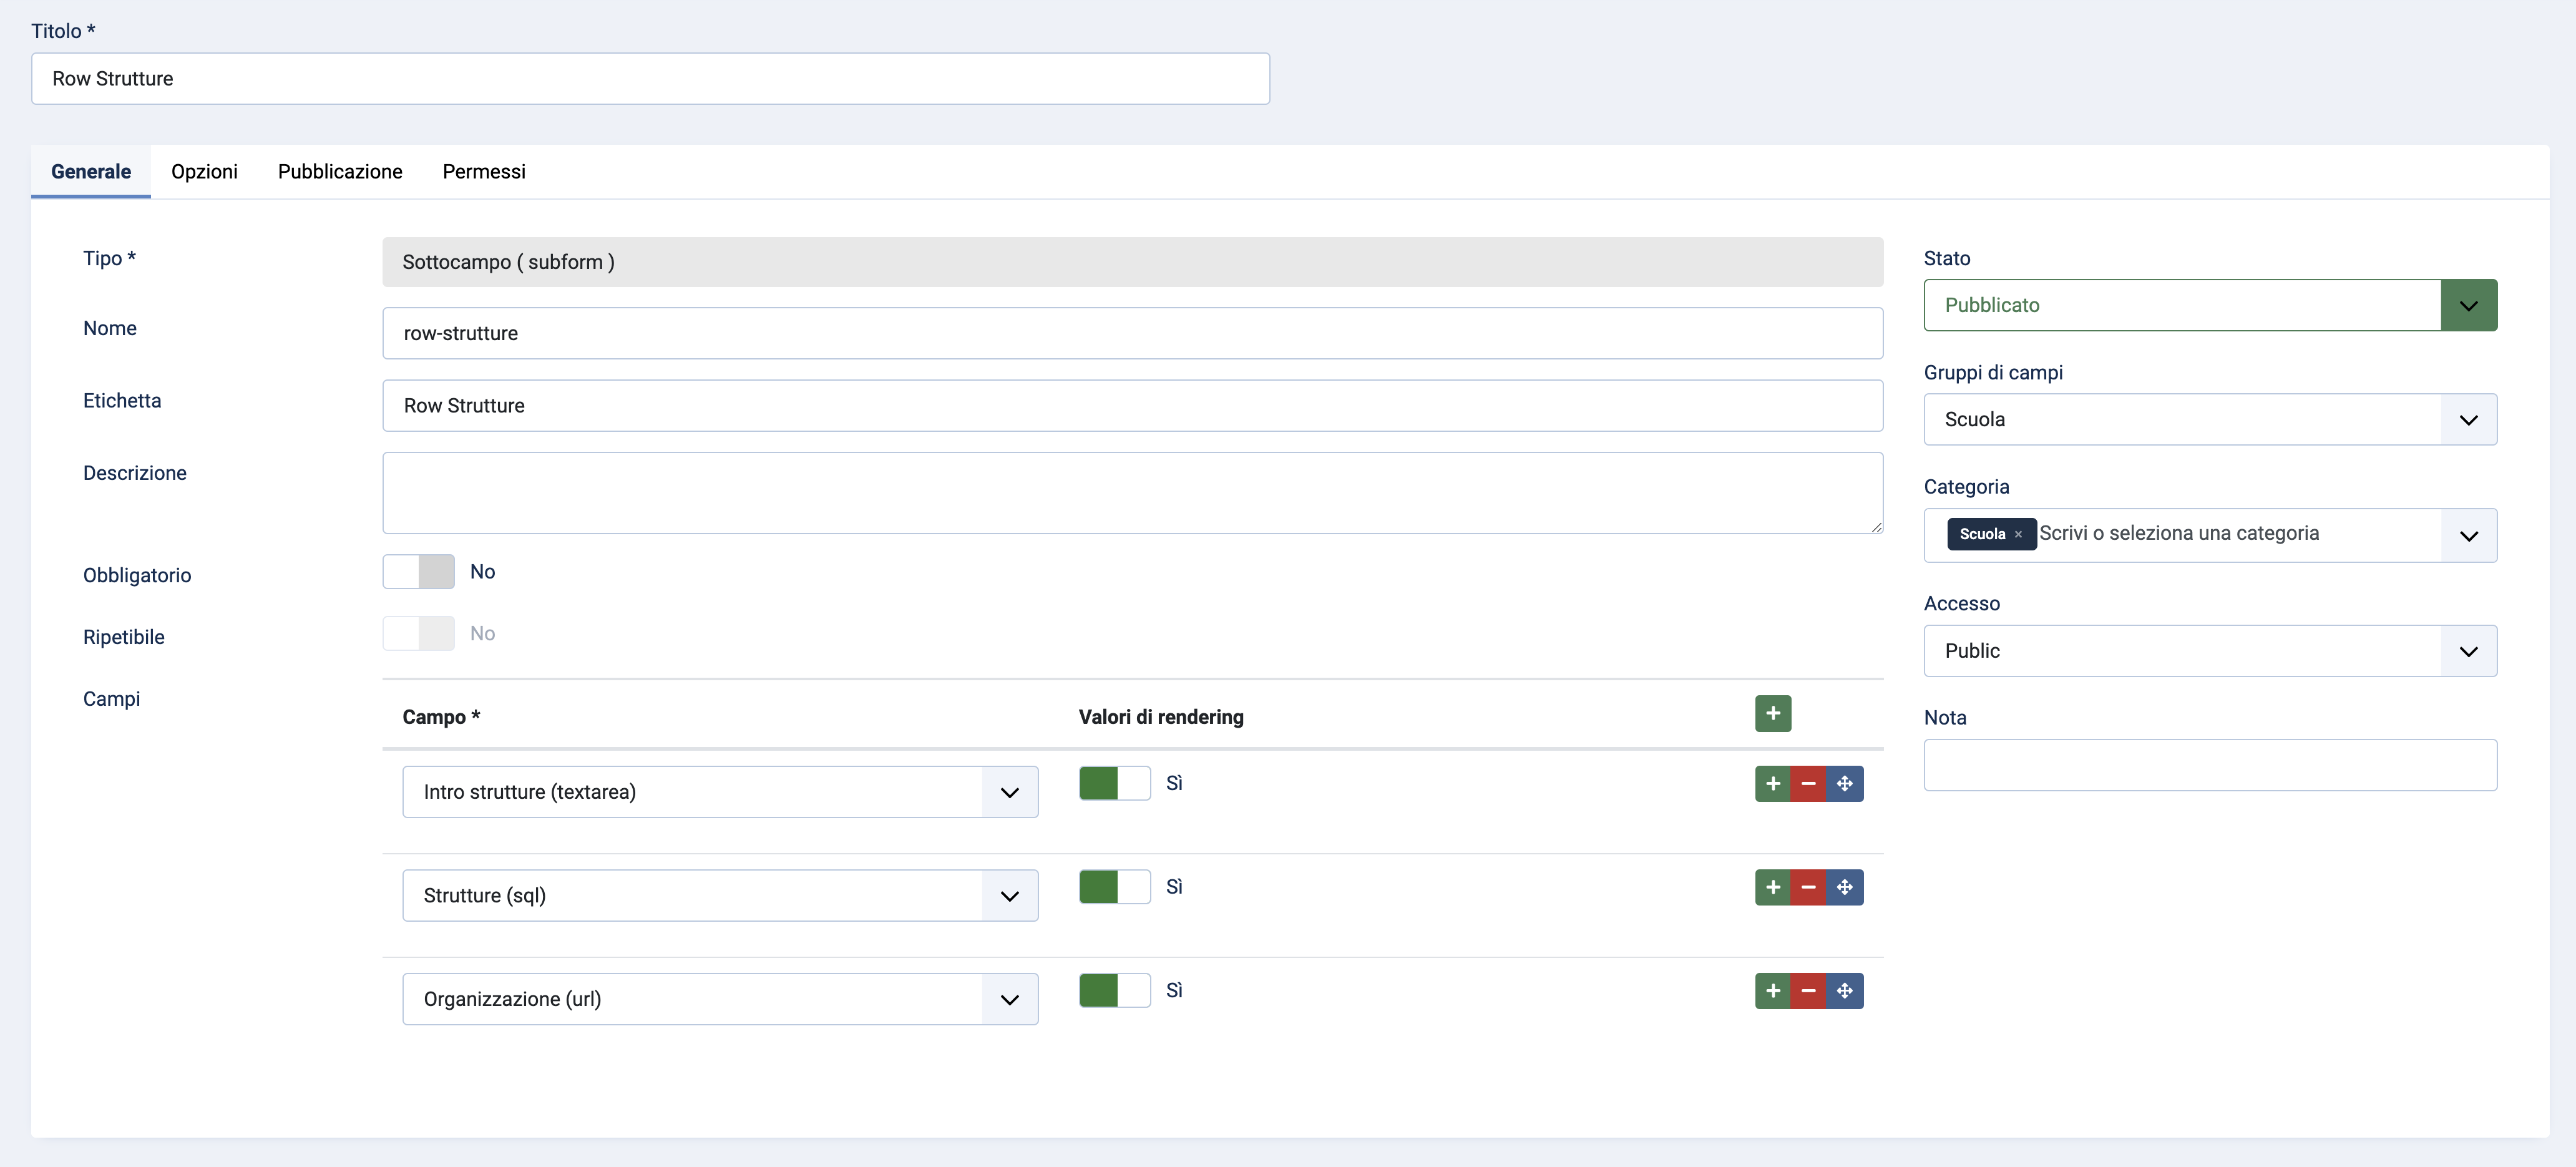 Titolo *
Row Strutture
Generale Opzioni Pubblicazione Permessi
Tipo *
Sottocampo ( subform )
Nome
row-strutture
Etichetta
Row Strutture
Descrizione
Obbligatorio
No
Ripetibile
No
Campi
Campo * Valori di rendering
Intro strutture (textarea)
Sì
Strutture (sql)
Sì
Organizzazione (url)
Sì
Stato
Pubblicato
Gruppi di campi
Scuola
Categoria
Scuola × Scrivi o seleziona una categoria
Accesso
Public
Nota